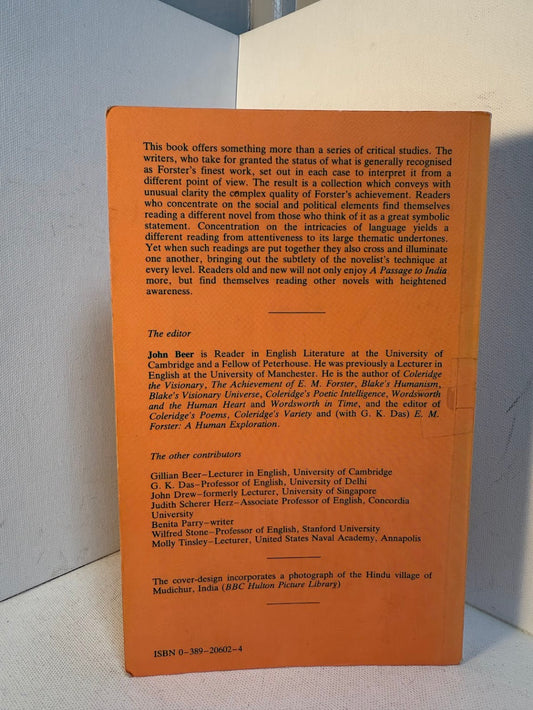 This book offers something more than a series of critical studies. The
writers, who take for granted the status of what is generally recognised
as Forster's finest work, set out in each case to interpret it from a
different point of view. The result is a collection which conveys with
unusual clarity the complex quality of Forster's achievement. Readers
who concentrate on the social and political elements find themselves
reading a different novel from those who think of it as a great symbolic
statement. Concentration on the intricacies of language yields a
different reading from attentiveness to its large thematic undertones.
Yet when such readings are put together they also cross and illuminate
one another, bringing out the subtlety of the novelist's technique at
every level. Readers old and new will not only enjoy A Passage to India
more, but find themselves reading other novels with heightened
awareness.
The editor
John Beer is Reader in English Literature at the University of
Cambridge and a Fellow of Peterhouse. He was previously a Lecturer in
English at the University of Manchester. He is the author of Coleridge
the Visionary, The Achievement of E. M. Forster, Blake's Humanism,
Blake's Visionary Universe, Coleridge's Poetic Intelligence, Wordsworth
and the Human Heart and Wordsworth in Time, and the editor of
Coleridge's Poems, Coleridge's Variety and (with G. K. Das) E. M.
Forster: A Human Exploration.
The other contributors
Gillian Beer–Lecturer in English, University of Cambridge
G. K. Das–Professor of English, University of Delhi
John Drew–formerly Lecturer, University of Singapore
Judith Scherer Herz–Associate Professor of English, Concordia
University
Benita Parry–writer
Wilfred Stone–Professor of English, Stanford University
Molly Tinsley–Lecturer, United States Naval Academy, Annapolis
The cover-design incorporates a photograph of the Hindu village of
Mudichur, India (BBC Hulton Picture Library)
ISBN 0–389–20602–4